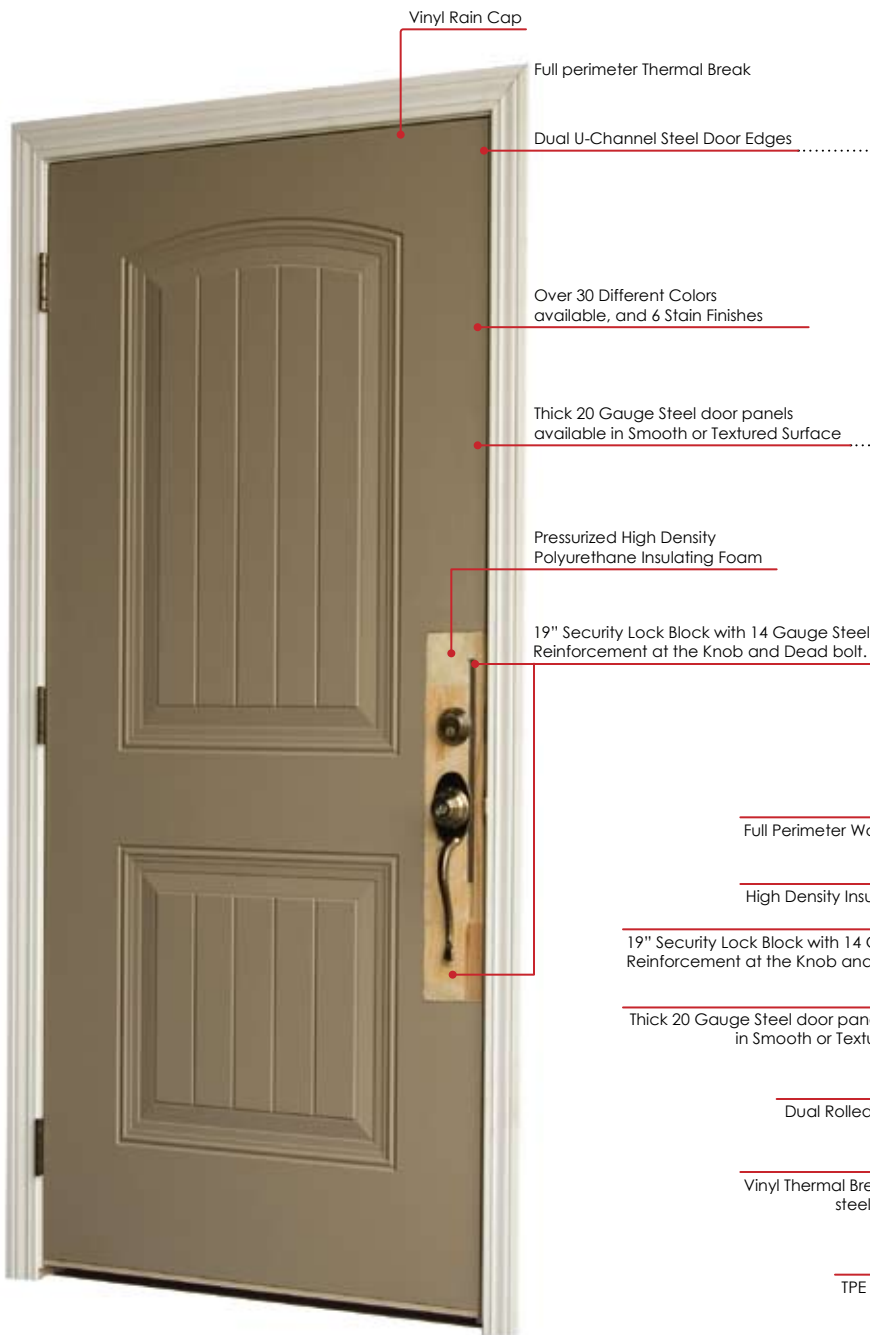 Vinyl Rain Cap
Full perimeter Thermal Break
Dual U-Channel Steel Door Edges
Over 30 Different Colors
available, and 6 Stain Finishes
Thick 20 Gauge Steel door panels
available in Smooth or Textured Surface
Pressurized High Density
Polyurethane Insulating Foam
19” Security Lock Block with 14 Gauge Steel
Reinforcement at the Knob and Dead bolt.
Full Perimeter
High Density
19” Security Lock Block with 14
Reinforcement at the Knob
Thick 20 Gauge Steel door
in Smooth or
Dual Rolled
Vinyl Thermal
steel
TPE